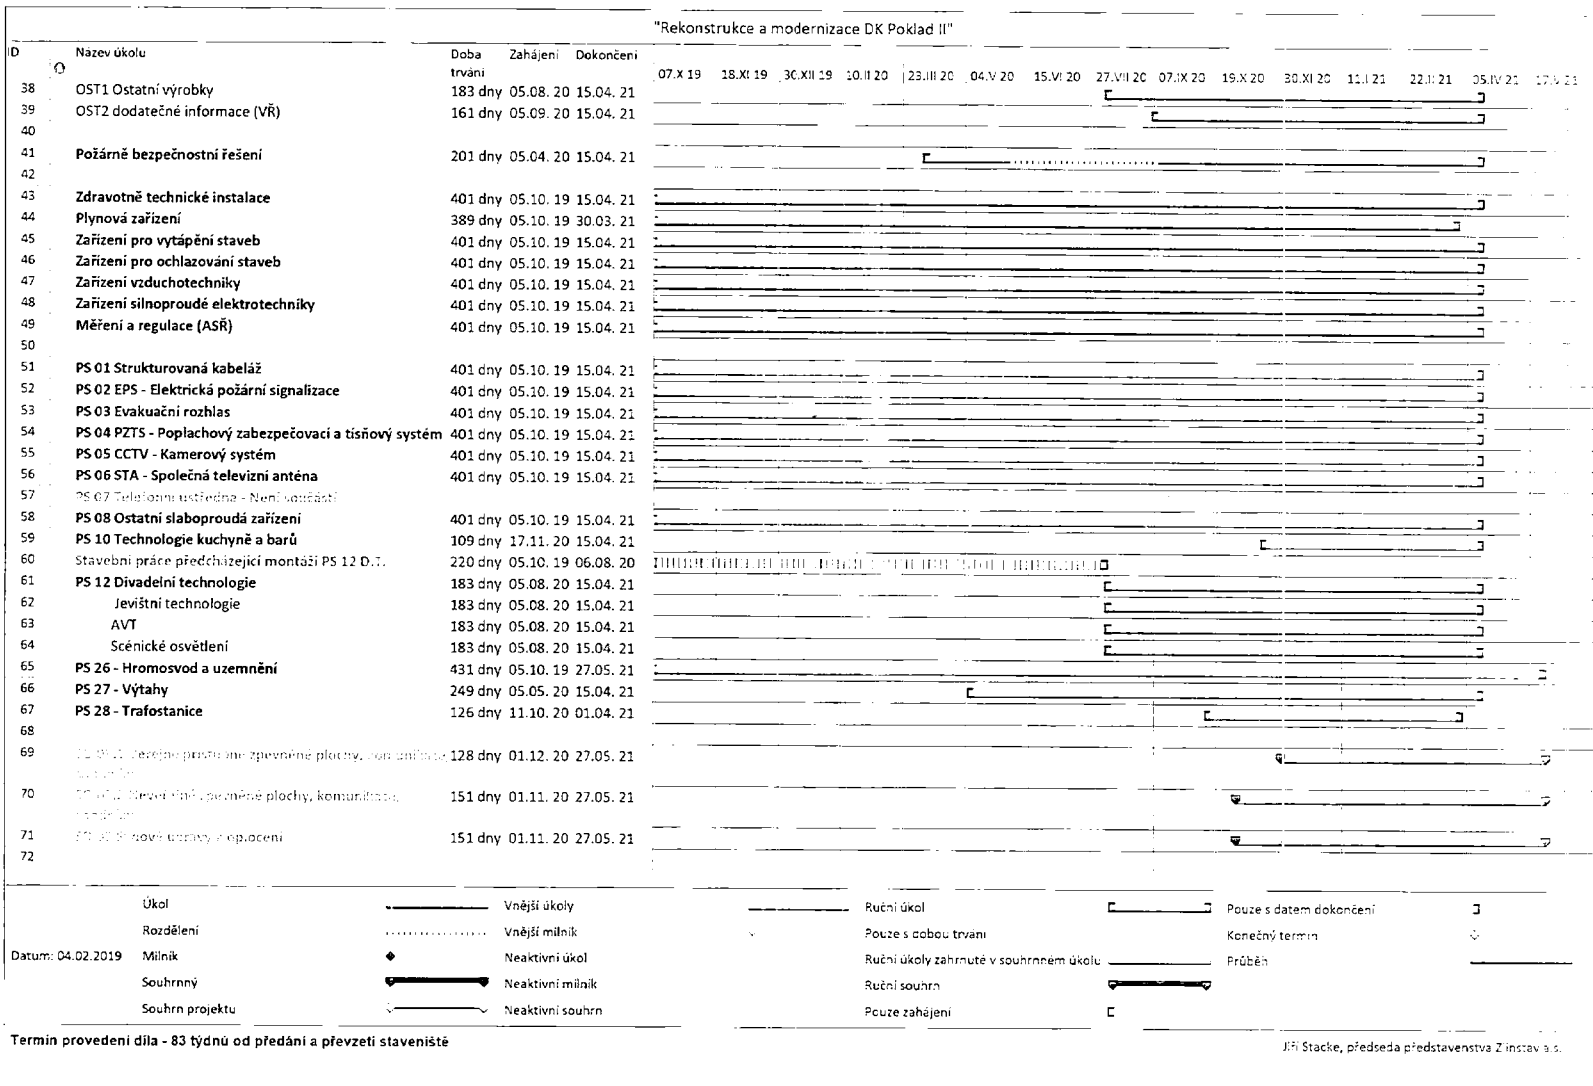 "Rekonstrukce a modernizace DK Poklad II"
ID Název úkolu Doba trvání Zahájení Dokončení
07.X 19 18.XI 19 30.XII 19 10.II 20 23.III 20 04.V 20 15.VI 20 27.VII 20 07.IX 20 19.X 20 30.XI 20 11.I 21 22.II 21 05.IV 21 17.V 21
38 OST1 Ostatní výrobky 183 dny 05.08. 20 15.04. 21
39 OST2 dodatečné informace (VŘ) 161 dny 05.09. 20 15.04. 21
40
41 Požárně bezpečnostní řešení 201 dny 05.04. 20 15.04. 21
42
43 Zdravotně technické instalace 401 dny 05.10. 19 15.04. 21
44 Plynová zařízení 389 dny 05.10. 19 30.03. 21
45 Zařízení pro vytápění staveb 401 dny 05.10. 19 15.04. 21
46 Zařízení pro ochlazování staveb 401 dny 05.10. 19 15.04. 21
47 Zařízení vzduchotechniky 401 dny 05.10. 19 15.04. 21
48 Zařízení silnoproudé elektrotechniky 401 dny 05.10. 19 15.04. 21
49 Měření a regulace (ASŘ) 401 dny 05.10. 19 15.04. 21
50
51 PS 01 Strukturovaná kabeláž 401 dny 05.10. 19 15.04. 21
52 PS 02 EPS - Elektrická požární signalizace 401 dny 05.10. 19 15.04. 21
53 PS 03 Evakuační rozhlas 401 dny 05.10. 19 15.04. 21
54 PS 04 PZTS - Poplachový zabezpečovací a tísňový systém 401 dny 05.10. 19 15.04. 21
55 PS 05 CCTV - Kamerový systém 401 dny 05.10. 19 15.04. 21
56 PS 06 STA - Společná televizní anténa 401 dny 05.10. 19 15.04. 21
57 PS 07 Telefonní ústředna - Není součástí
58 PS 08 Ostatní slaboproudá zařízení 401 dny 05.10. 19 15.04. 21
59 PS 10 Technologie kuchyně a barů 109 dny 17.11. 20 15.04. 21
60 Stavební práce předcházející montáži PS 12 D.T. 220 dny 05.10. 19 06.08. 20
61 PS 12 Divadelní technologie 183 dny 05.08. 20 15.04. 21
62 Jevištní technologie 183 dny 05.08. 20 15.04. 21
63 AVT 183 dny 05.08. 20 15.04. 21
64 Scénické osvětlení 183 dny 05.08. 20 15.04. 21
65 PS 26 - Hromosvod a uzemnění 431 dny 05.10. 19 27.05. 21
66 PS 27 - Výtahy 249 dny 05.05. 20 15.04. 21
67 PS 28 - Trafostanice 126 dny 11.10. 20 01.04. 21
68
69 zpevněné plochy, 128 dny 01.12. 20 27.05. 21
70 plochy, komunikace, 151 dny 01.11. 20 27.05. 21
71 úpravy a oplocení 151 dny 01.11. 20 27.05. 21
72
Úkol Vnější úkoly Ruční úkol Pouze s datem dokončení
Rozdělení Vnější milník Pouze s dobou trvání Konečný termín
Datum: 04.02.2019 Milník Neaktivní úkol Ruční úkoly zahrnuté v souhrnném úkolu Průběh
Souhrnný Neaktivní milník Ruční souhrn
Souhrn projektu Neaktivní souhrn Pouze zahájení
Termín provedení díla - 83 týdnů od předání a převzetí staveniště
Jiří Stacke, předseda představenstva Zinstav a.s.